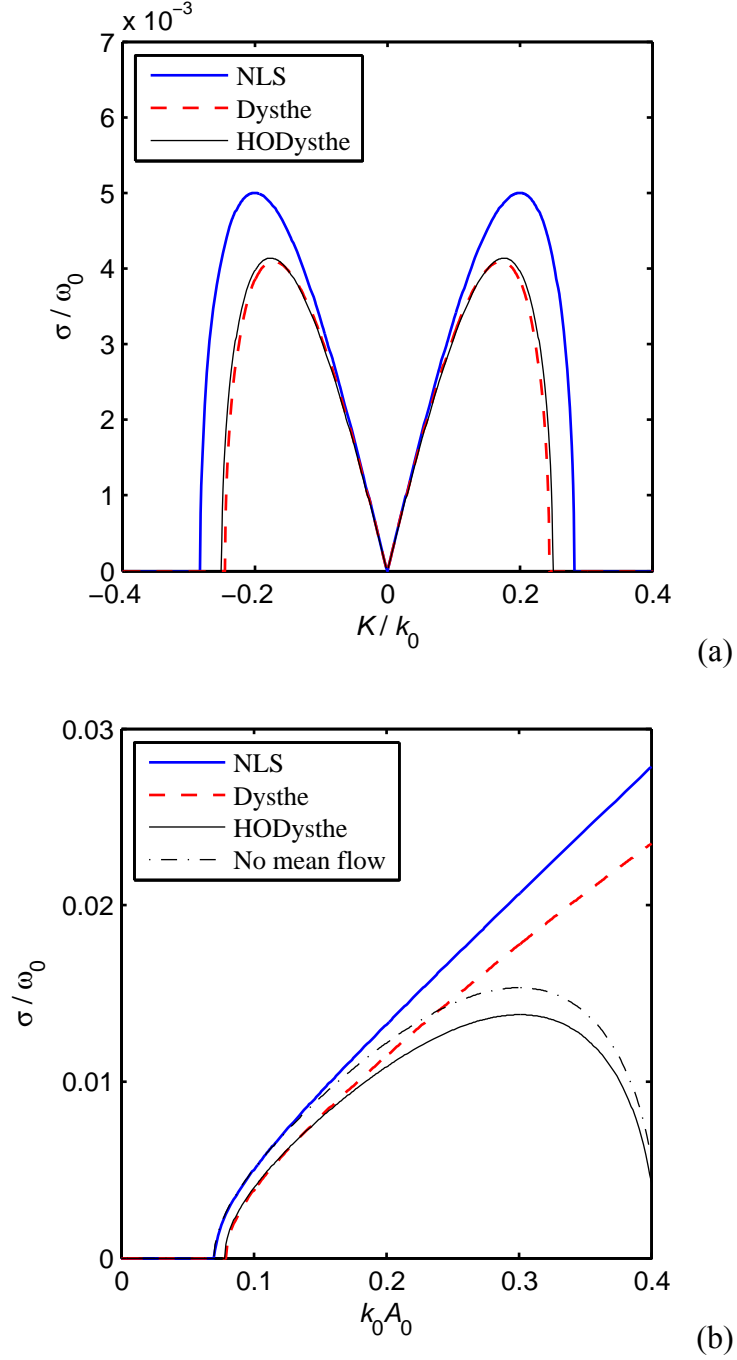 x 10⁻³
7
6
5
4
3
2
1
0
σ / ω₀
NLS
Dysthe
HODysthe
−0.4 −0.2 0 0.2 0.4
K / k₀
(a)
0.03
0.02
0.01
0
σ / ω₀
NLS
Dysthe
HODysthe
No mean flow
0 0.1 0.2 0.3 0.4
k₀A₀
(b)